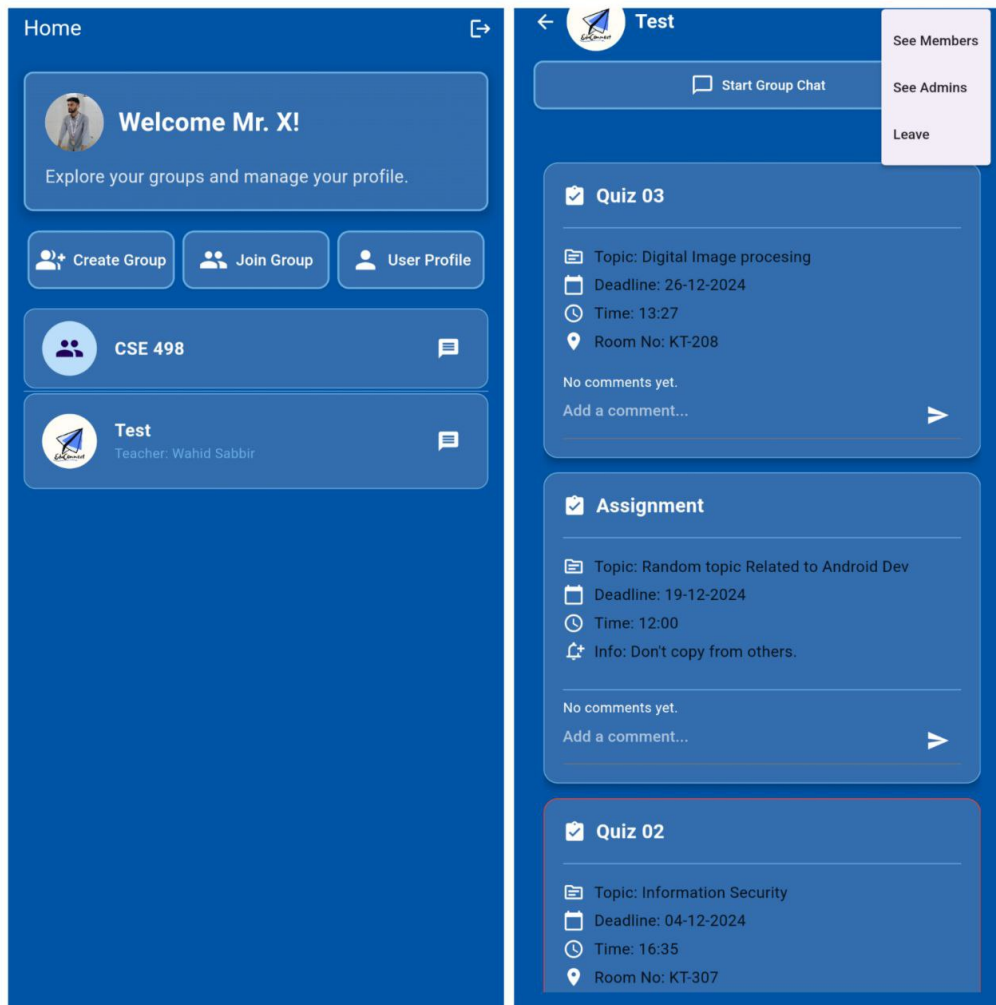 Home
Welcome Mr. X!
Explore your groups and manage your profile.
Create Group
Join Group
User Profile
CSE 498
Test
Teacher: Wahid Sabbir
Test
See Members
See Admins
Leave
Start Group Chat
Quiz 03
Topic: Digital Image procesing
Deadline: 26-12-2024
Time: 13:27
Room No: KT-208
No comments yet.
Add a comment...
Assignment
Topic: Random topic Related to Android Dev
Deadline: 19-12-2024
Time: 12:00
Info: Don't copy from others.
No comments yet.
Add a comment...
Quiz 02
Topic: Information Security
Deadline: 04-12-2024
Time: 16:35
Room No: KT-307